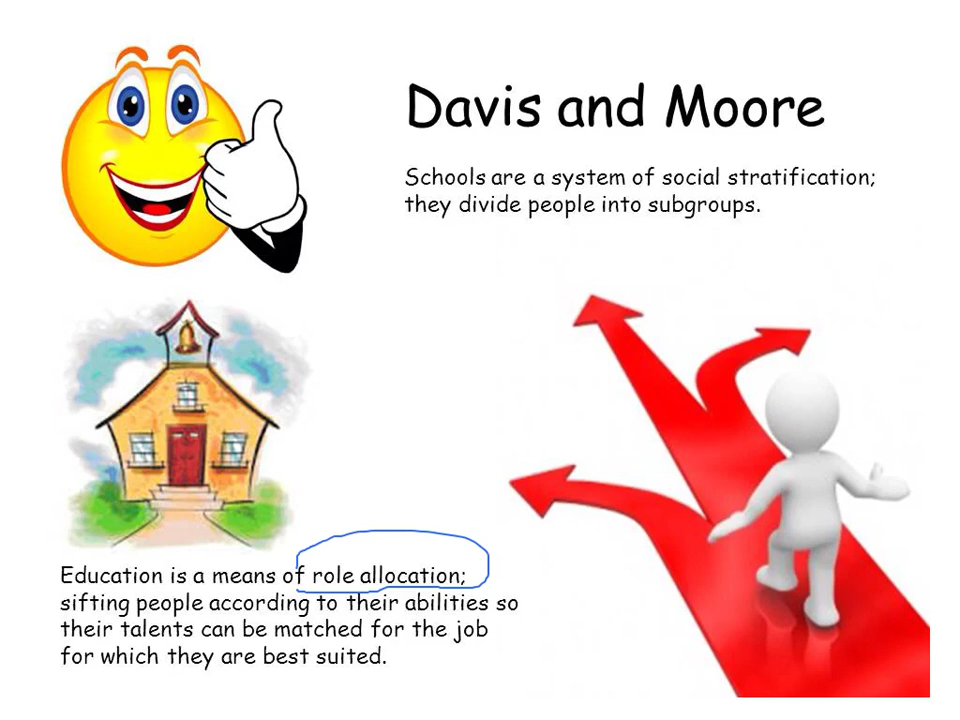 Davis and Moore
Schools are a system of social stratification;
they divide people into subgroups.
Education is a means of role allocation;
sifting people according to their abilities so
their talents can be matched for the job
for which they are best suited.